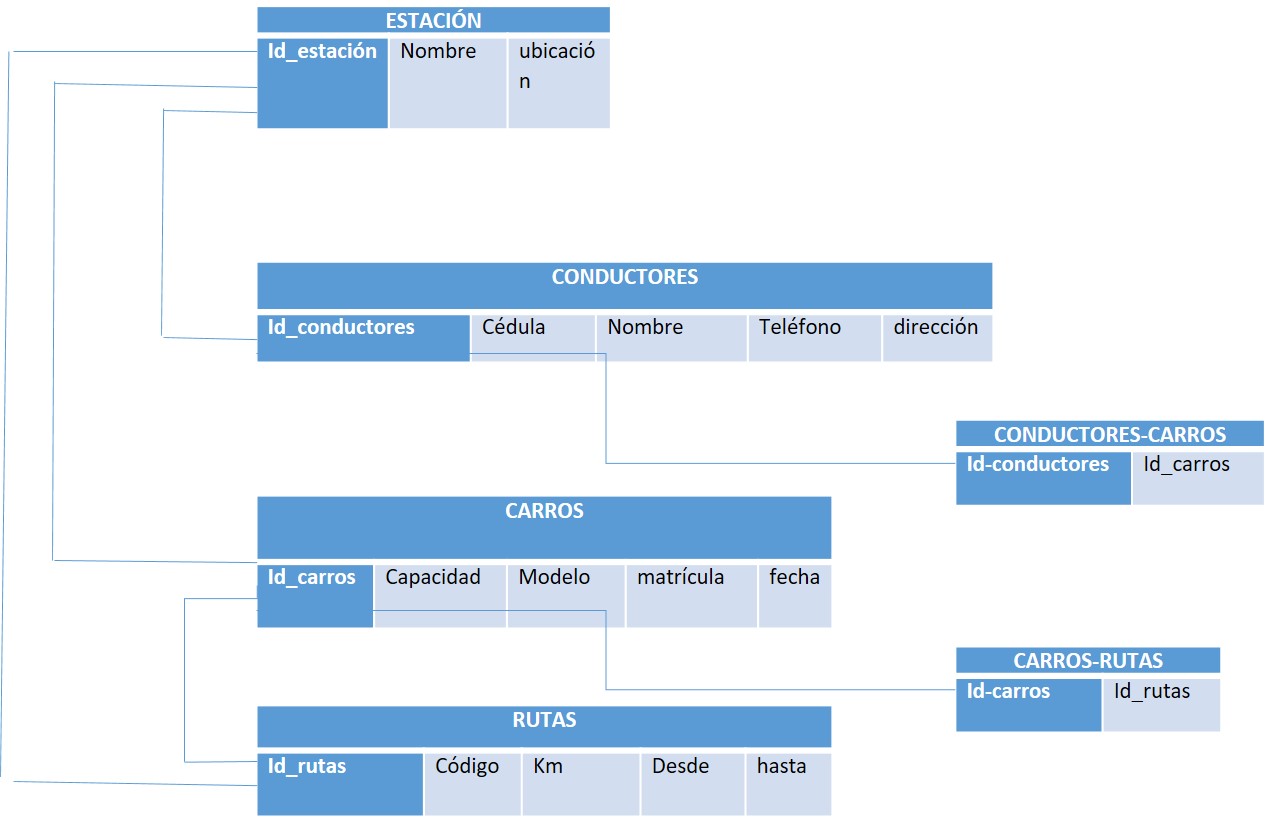 ESTACIÓN
Id_estación Nombre ubicació
n
CONDUCTORES
Id_conductores Cédula Nombre Teléfono dirección
CONDUCTORES-CARROS
Id-conductores Id_carros
CARROS
Id_carros Capacidad Modelo matrícula fecha
CARROS-RUTAS
Id-carros Id_rutas
RUTAS
Id_rutas Código Km Desde hasta